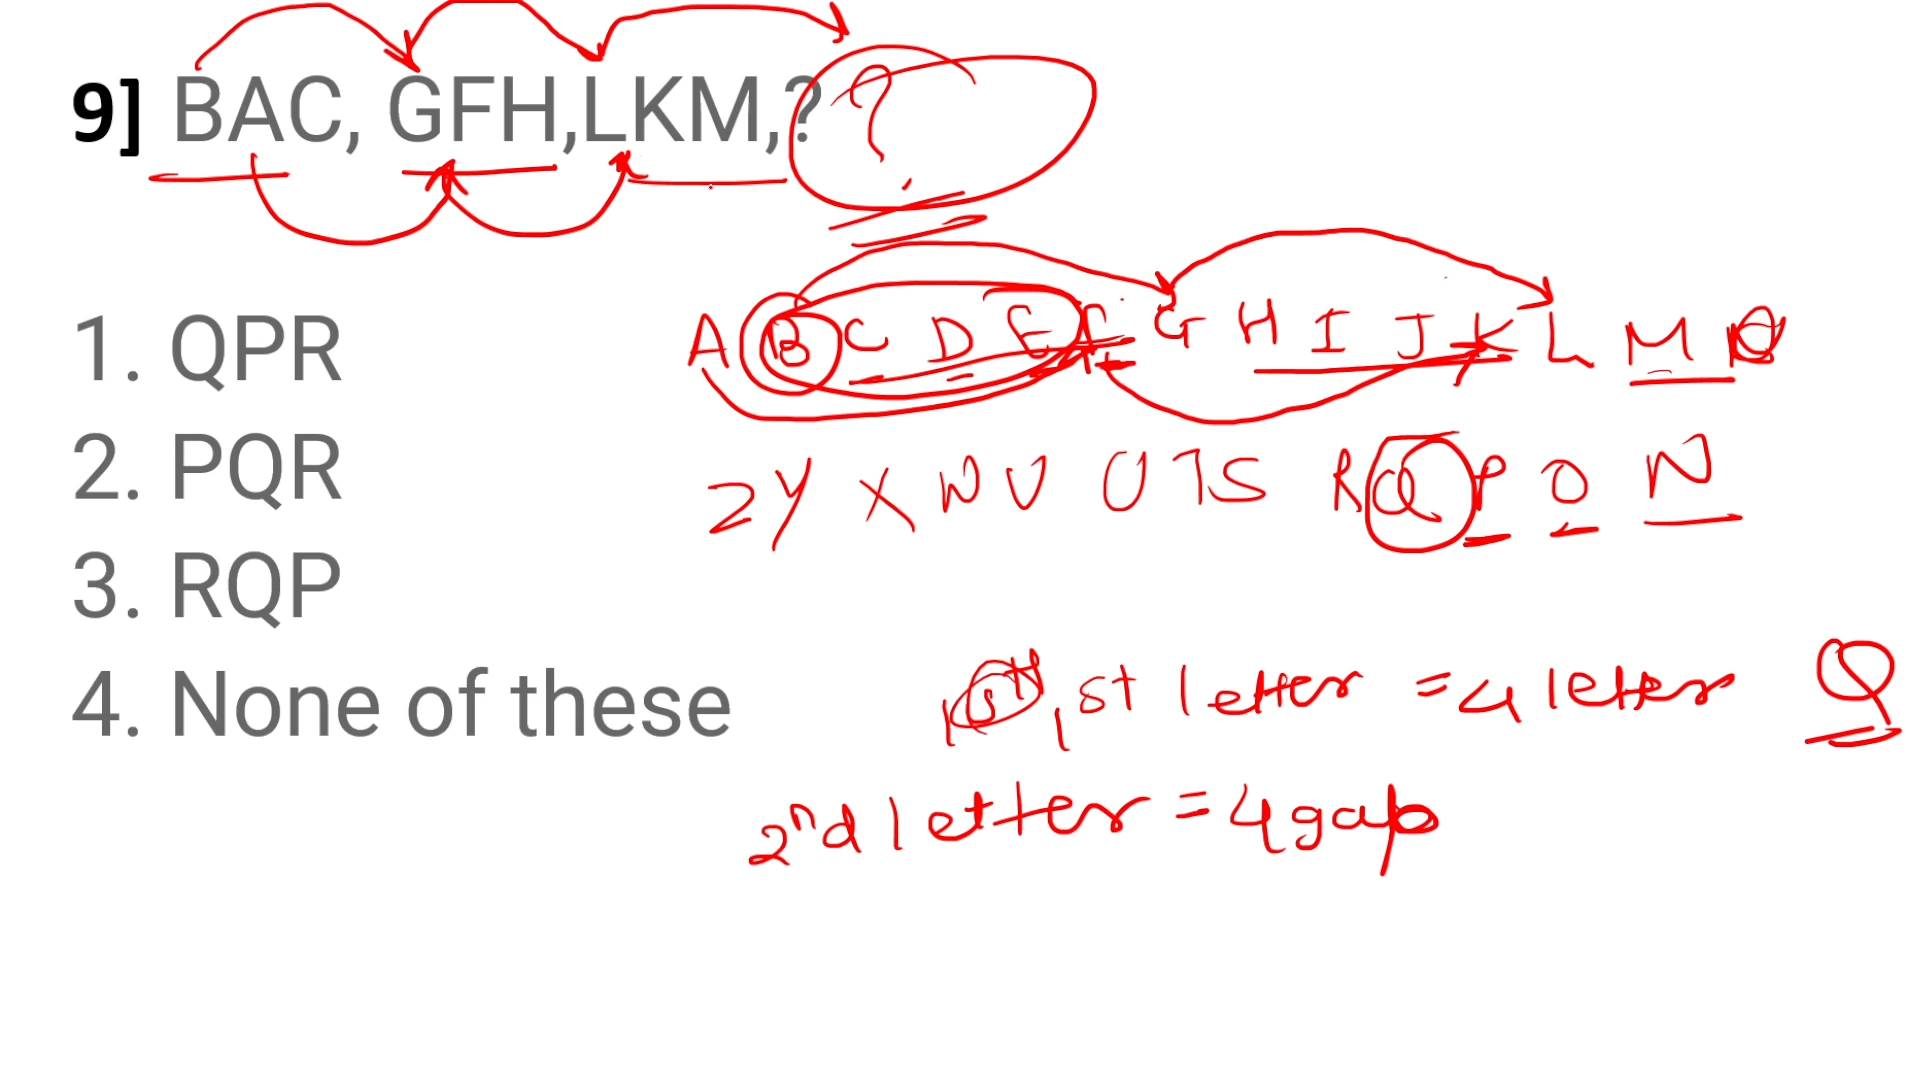 9] BAC, GFH,LKM,? ?
1. QPR
2. PQR
3. RQP
4. None of these
A B C D E F G H I J K L M
Z Y X W V U T S R Q P O N
1st letter = 4 letter Q
2nd letter = 4 gap